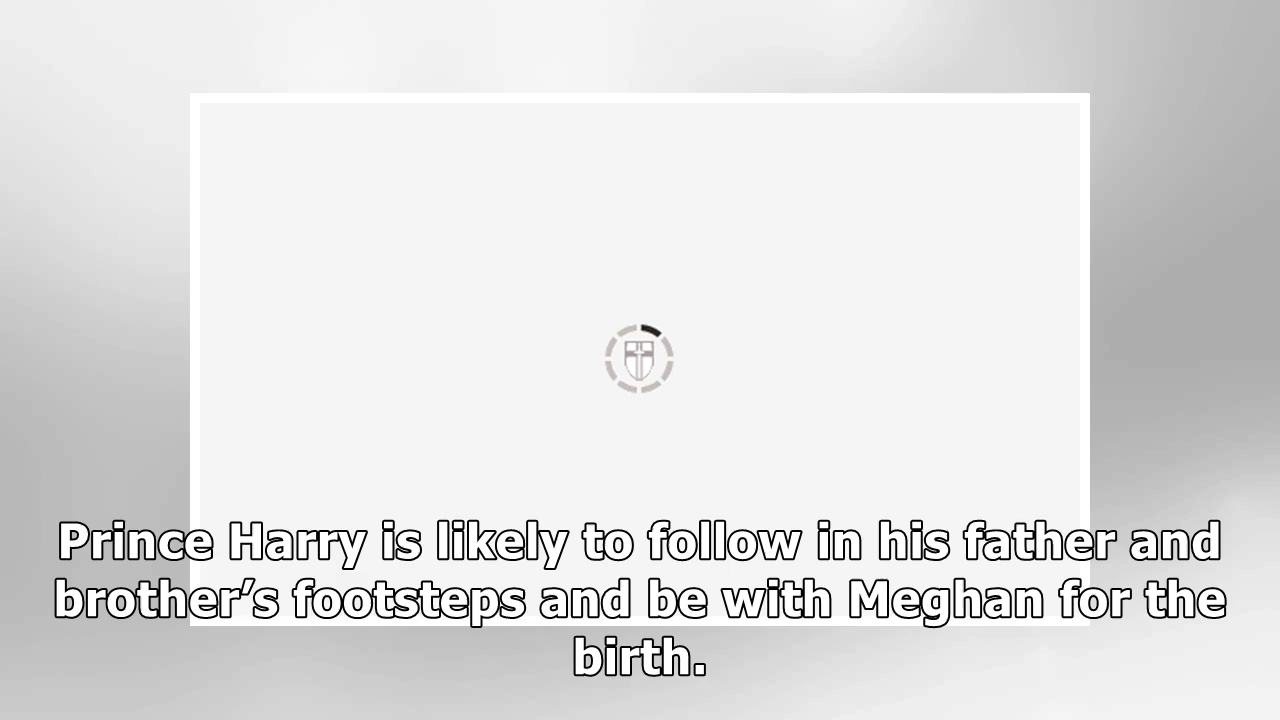 Prince Harry is likely to follow in his father and
brother’s footsteps and be with Meghan for the
birth.